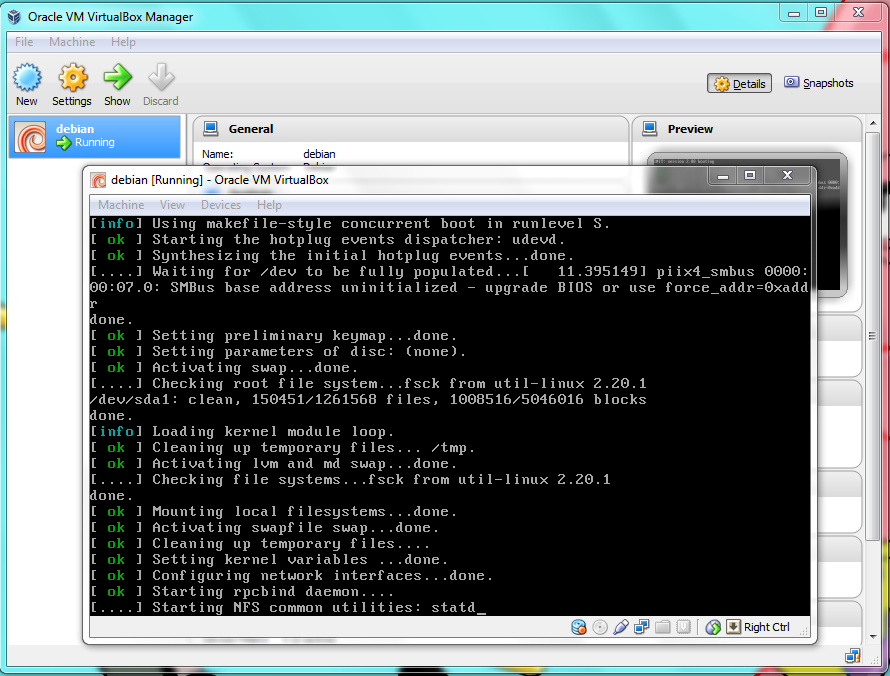 Oracle VM VirtualBox Manager
File Machine Help
New Settings Show Discard
Details Snapshots
debian
Running
General
Name: debian
Preview
debian [Running] - Oracle VM VirtualBox
Machine View Devices Help
[info] Using makefile-style concurrent boot in runlevel S.
[ ok ] Starting the hotplug events dispatcher: udevd.
[ ok ] Synthesizing the initial hotplug events...done.
[....] Waiting for /dev to be fully populated...[   11.395149] piix4_smbus 0000:
00:07.0: SMBus base address uninitialized - upgrade BIOS or use force_addr=0xadd
r
done.
[ ok ] Setting preliminary keymap...done.
[ ok ] Setting parameters of disc: (none).
[ ok ] Activating swap...done.
[....] Checking root file system...fsck from util-linux 2.20.1
/dev/sda1: clean, 150451/1261568 files, 1008516/5046016 blocks
done.
[info] Loading kernel module loop.
[ ok ] Cleaning up temporary files... /tmp.
[ ok ] Activating lvm and md swap...done.
[....] Checking file systems...fsck from util-linux 2.20.1
done.
[ ok ] Mounting local filesystems...done.
[ ok ] Activating swapfile swap...done.
[ ok ] Cleaning up temporary files....
[ ok ] Setting kernel variables ...done.
[ ok ] Configuring network interfaces...done.
[ ok ] Starting rpcbind daemon....
[....] Starting NFS common utilities: statd_
Right Ctrl